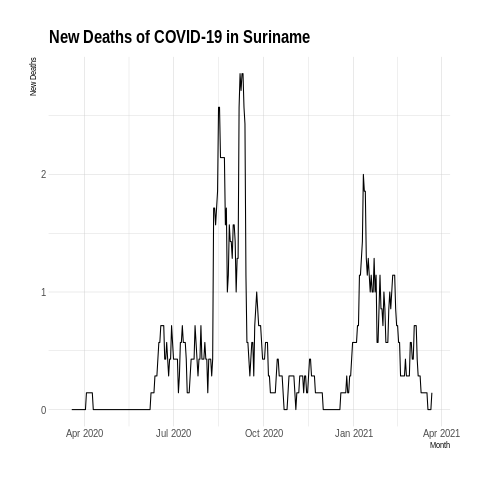 New Deaths of COVID-19 in Suriname
New Deaths
2
1
0
Apr 2020 Jul 2020 Oct 2020 Jan 2021 Apr 2021
Month